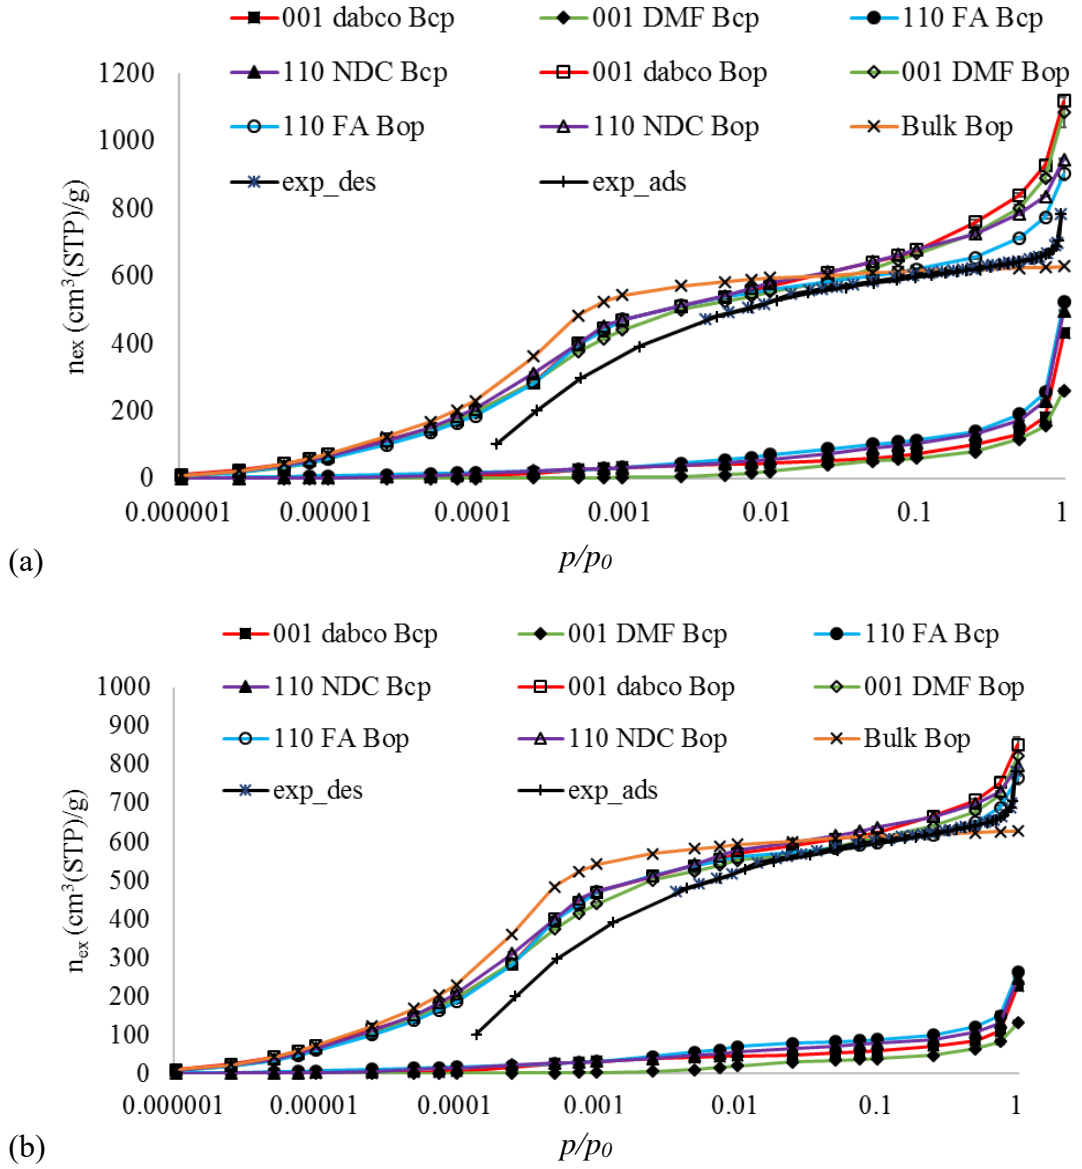 001 dabco Bcp 001 DMF Bcp 110 FA Bcp
110 NDC Bcp 001 dabco Bop 001 DMF Bop
110 FA Bop 110 NDC Bop Bulk Bop
exp_des exp_ads
1200
1000
800
600
400
200
0
nex (cm³(STP)/g)
0.000001 0.00001 0.0001 0.001 0.01 0.1 1
p/p0
(a)
001 dabco Bcp 001 DMF Bcp 110 FA Bcp
110 NDC Bcp 001 dabco Bop 001 DMF Bop
110 FA Bop 110 NDC Bop Bulk Bop
exp_des exp_ads
1000
900
800
700
600
500
400
300
200
100
0
nex (cm³(STP)/g)
0.000001 0.00001 0.0001 0.001 0.01 0.1 1
p/p0
(b)